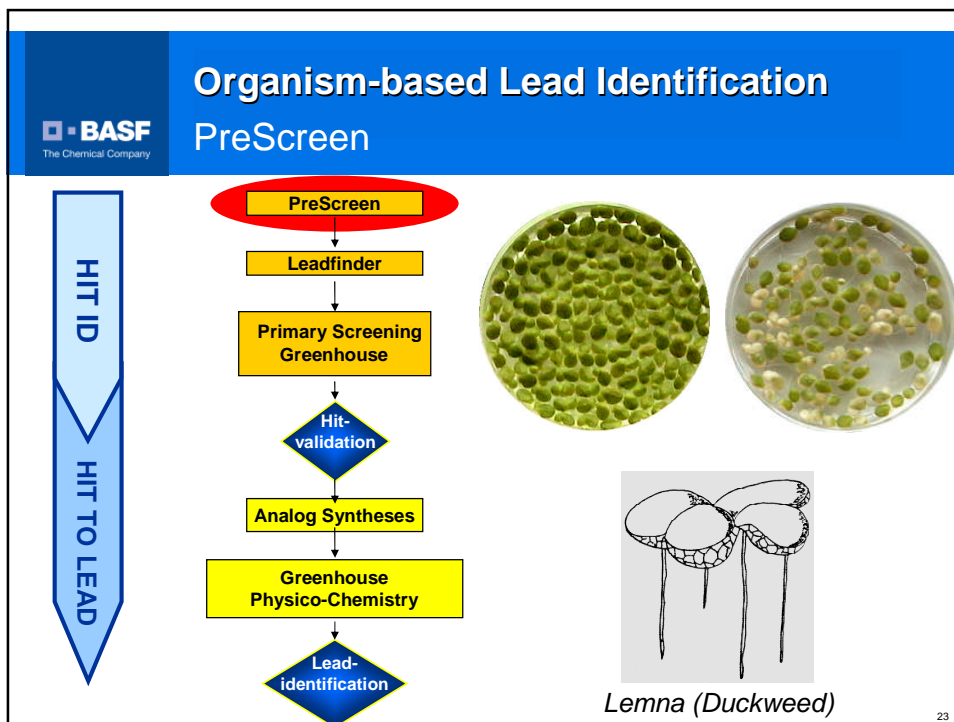 Organism-based Lead Identification
PreScreen
BASF
The Chemical Company
HIT ID
HIT TO LEAD
PreScreen
Leadfinder
Primary Screening
Greenhouse
Hit-
validation
Analog Syntheses
Greenhouse
Physico-Chemistry
Lead-
identification
Lemna (Duckweed)
23